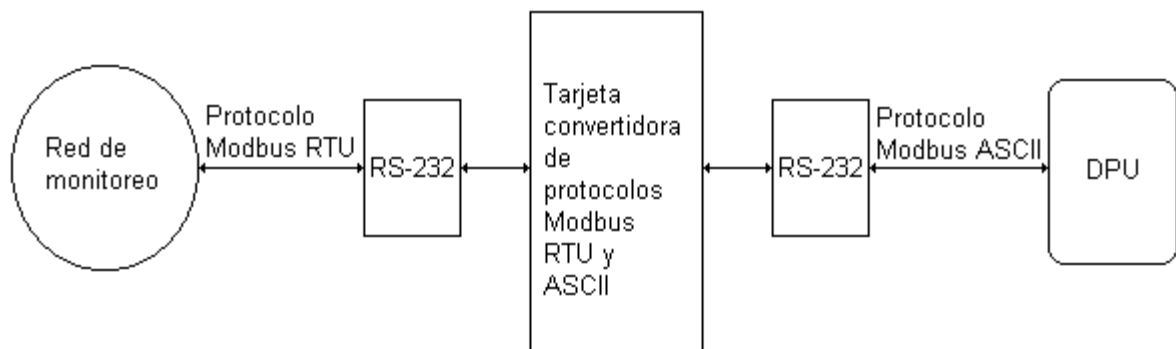 Red de
monitoreo
Protocolo
Modbus RTU
RS-232
Tarjeta
convertidora
de
protocolos
Modbus
RTU y
ASCII
RS-232
Protocolo
Modbus ASCII
DPU